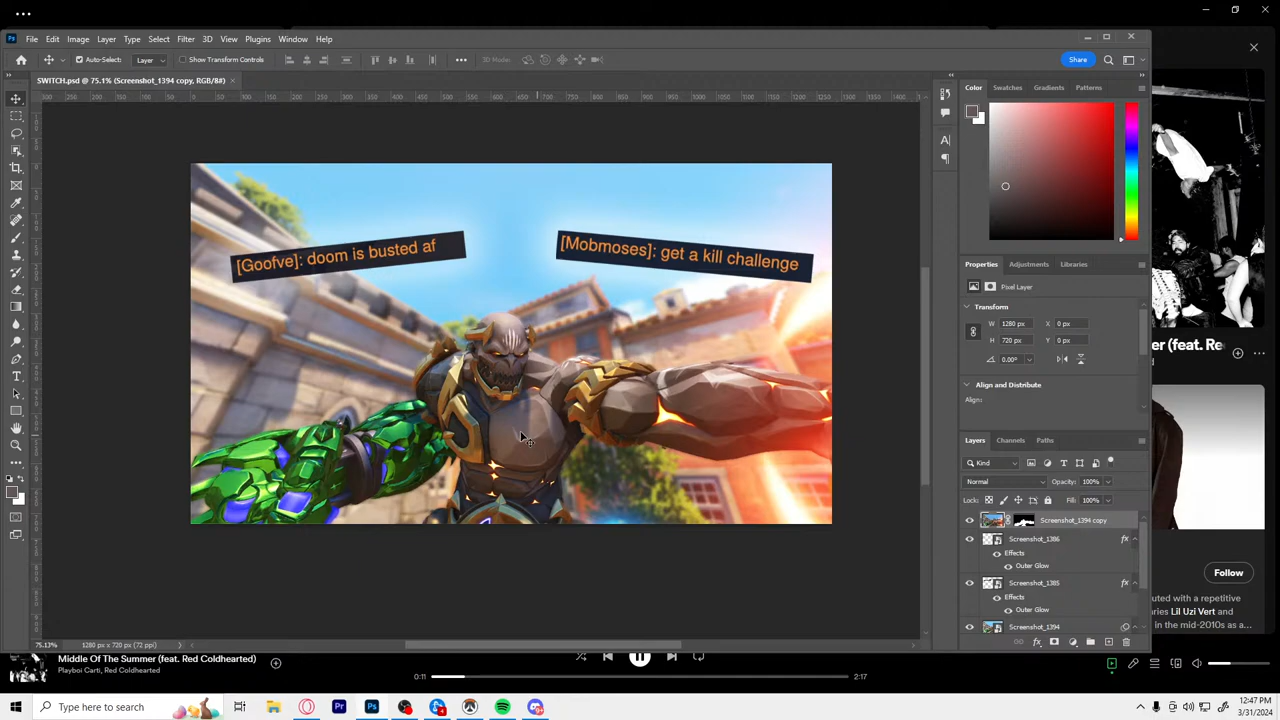 Ps File Edit Image Layer Type Select Filter 3D View Plugins Window Help
Auto-Select: Layer Show Transform Controls 3D Mode: Share
SWITCH.psd @ 75.1% (Screenshot_1394 copy, RGB/8#)
Color Swatches Gradients Patterns
[Goofve]: doom is busted af
[Mobmoses]: get a kill challenge
Properties Adjustments Libraries
Pixel Layer
Transform
W 1280 px X 0 px
H 720 px Y 0 px
0.00°
Align and Distribute
Align:
Layers Channels Paths
Kind
Normal Opacity: 100%
Lock: Fill: 100%
Screenshot_1394 copy
Screenshot_1386 fx
Effects
Outer Glow
Screenshot_1385 fx
Effects
Outer Glow
Screenshot_1394
(feat. Re
Follow
uted with a repetitive
aries Lil Uzi Vert and
in the mid-2010s as a...
75.13% 1280 px x 720 px (72 ppi)
Middle Of The Summer (feat. Red Coldhearted)
Playboi Carti, Red Coldhearted
0:11 2:17
Type here to search
Pr Ps
12:47 PM
3/31/2024